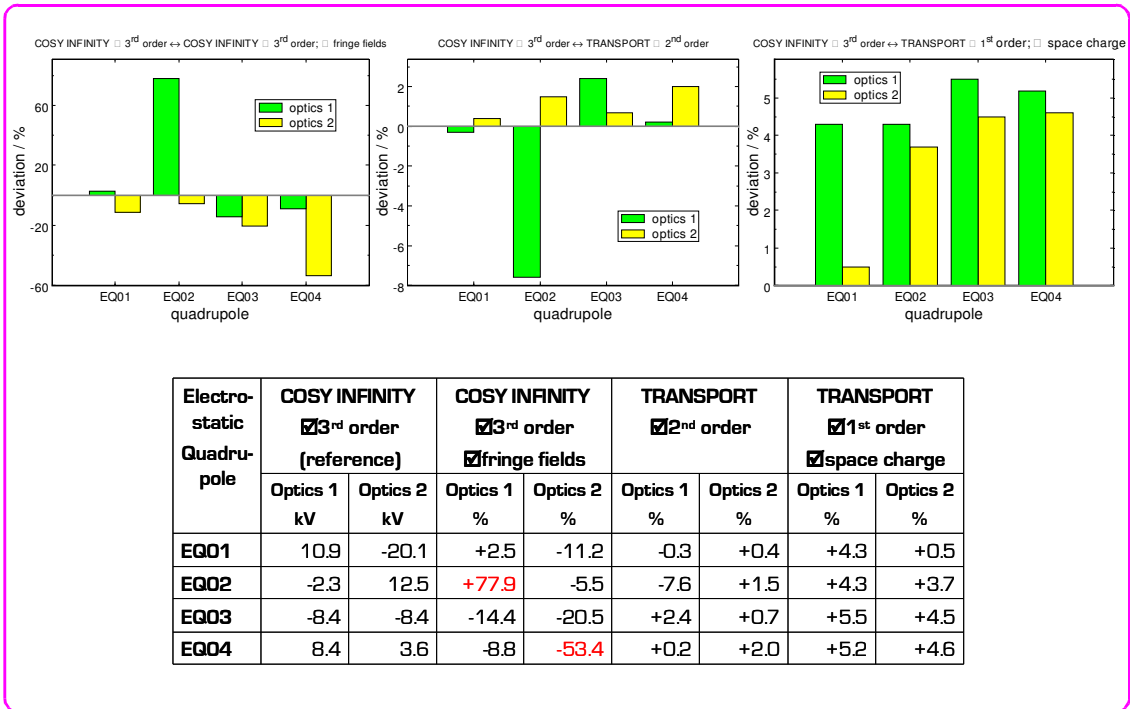 COSY INFINITY □ 3rd order ↔ COSY INFINITY □ 3rd order; □ fringe fields
deviation / %
60
20
-20
-60
optics 1
optics 2
EQ01 EQ02 EQ03 EQ04
quadrupole
COSY INFINITY □ 3rd order ↔ TRANSPORT □ 2nd order
deviation / %
2
0
-2
-4
-6
-8
optics 1
optics 2
EQ01 EQ02 EQ03 EQ04
quadrupole
COSY INFINITY □ 3rd order ↔ TRANSPORT □ 1st order; □ space charge
deviation / %
5
4
3
2
1
0
optics 1
optics 2
EQ01 EQ02 EQ03 EQ04
quadrupole
Electro-
static
Quadru-
pole
COSY INFINITY
☑3rd order
(reference)
COSY INFINITY
☑3rd order
☑fringe fields
TRANSPORT
☑2nd order
TRANSPORT
☑1st order
☑space charge
Optics 1 Optics 2 Optics 1 Optics 2 Optics 1 Optics 2 Optics 1 Optics 2
kV kV % % % % % %
EQ01 10.9 -20.1 +2.5 -11.2 -0.3 +0.4 +4.3 +0.5
EQ02 -2.3 12.5 +77.9 -5.5 -7.6 +1.5 +4.3 +3.7
EQ03 -8.4 -8.4 -14.4 -20.5 +2.4 +0.7 +5.5 +4.5
EQ04 8.4 3.6 -8.8 -53.4 +0.2 +2.0 +5.2 +4.6